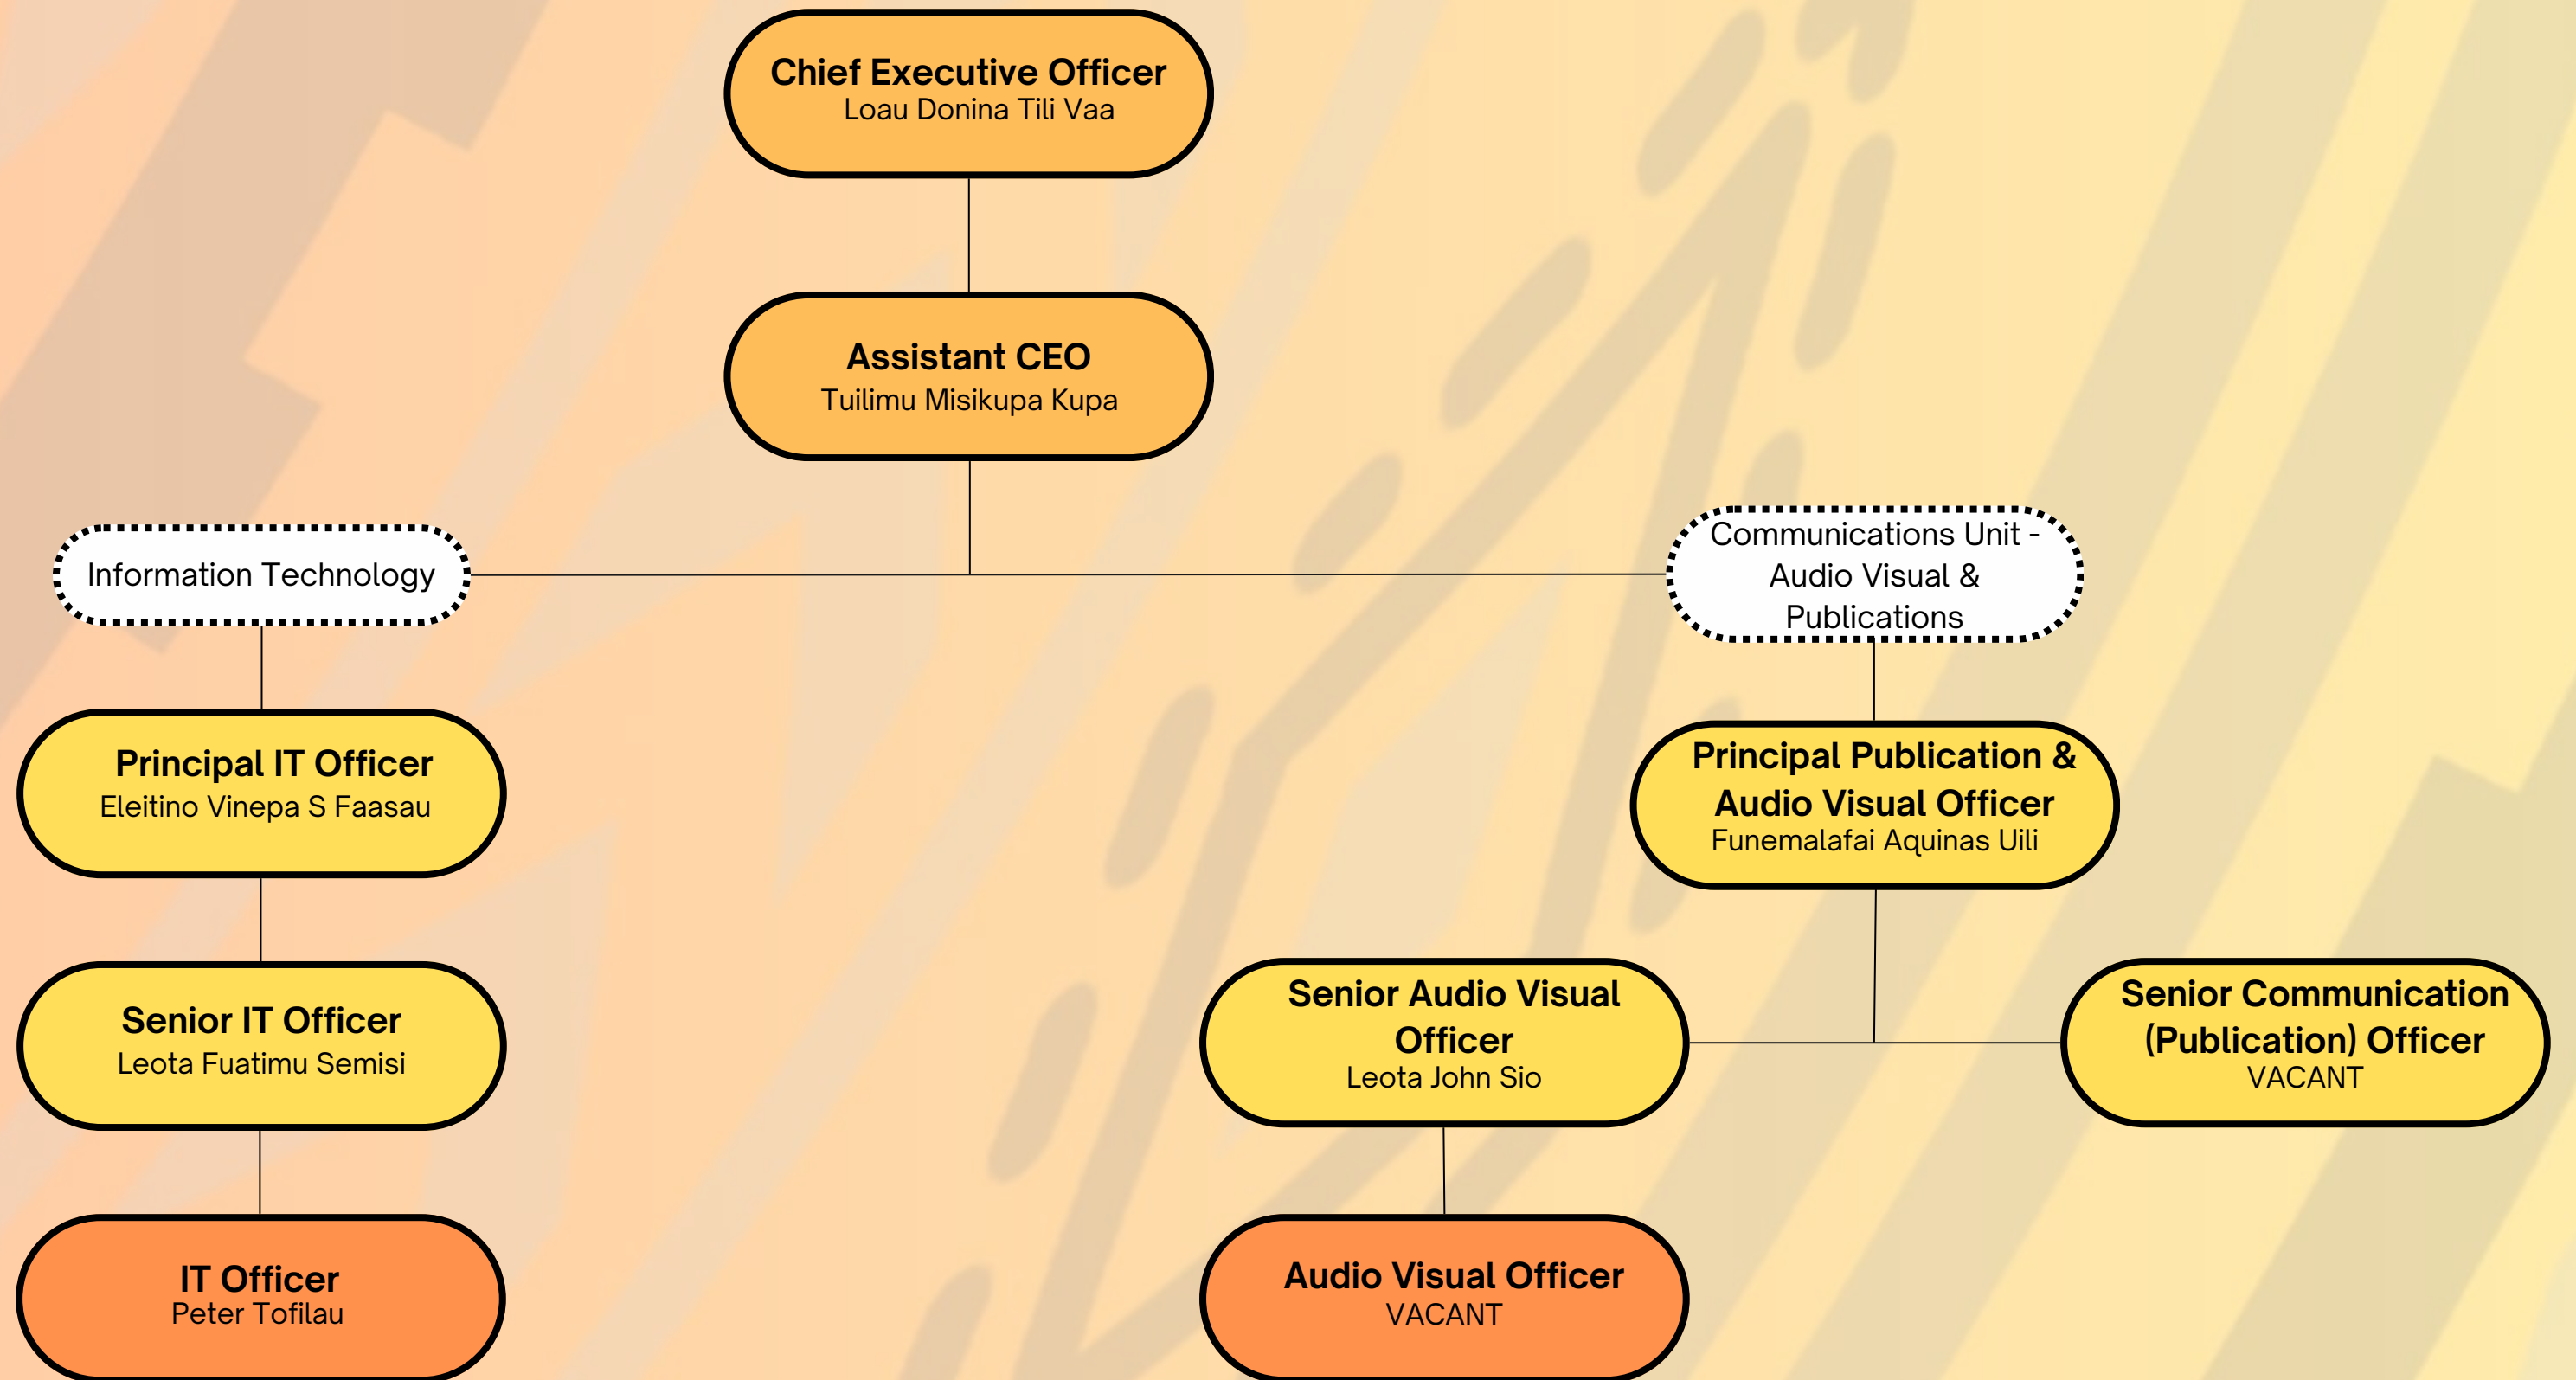 Chief Executive Officer
Loau Donina Tili Vaa
Assistant CEO
Tuilimu Misikupa Kupa
Information Technology
Communications Unit -
Audio Visual &
Publications
Principal IT Officer
Eleitino Vinepa S Faasau
Principal Publication &
Audio Visual Officer
Funemalafai Aquinas Uili
Senior IT Officer
Leota Fuatimu Semisi
Senior Audio Visual
Officer
Leota John Sio
Senior Communication
(Publication) Officer
VACANT
IT Officer
Peter Tofilau
Audio Visual Officer
VACANT